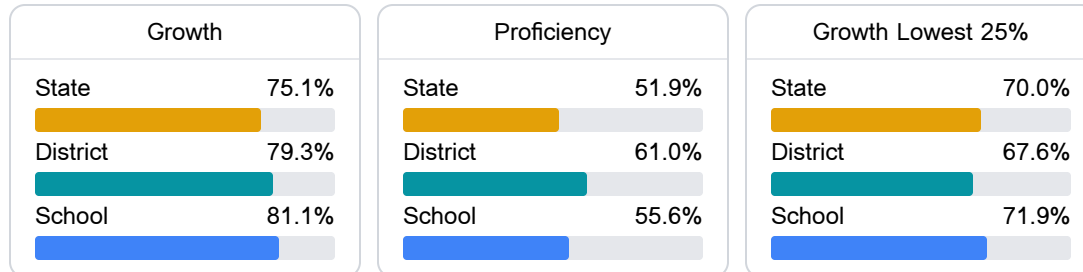 Growth
State 75.1%
District 79.3%
School 81.1%
Proficiency
State 51.9%
District 61.0%
School 55.6%
Growth Lowest 25%
State 70.0%
District 67.6%
School 71.9%